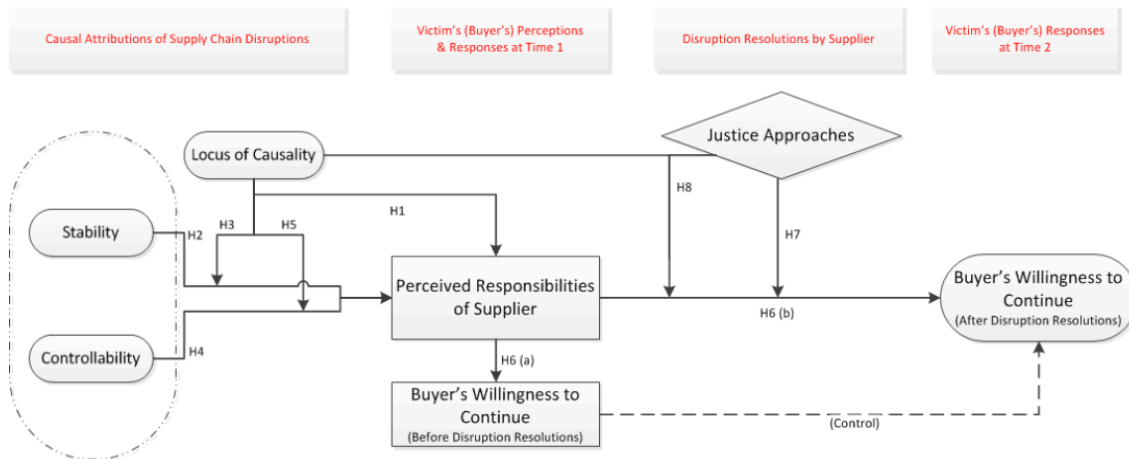 Causal Attributions of Supply Chain Disruptions
Victim's (Buyer's) Perceptions
& Responses at Time 1
Disruption Resolutions by Supplier
Victim's (Buyer's) Responses
at Time 2
Justice Approaches
Locus of Causality
H8
H1
H3
H5
Stability
H2
H7
Perceived Responsibilities
of Supplier
Buyer's Willingness to
Continue
(After Disruption Resolutions)
H6 (b)
Controllability
H4
H6 (a)
Buyer's Willingness to
Continue
(Before Disruption Resolutions)
(Control)